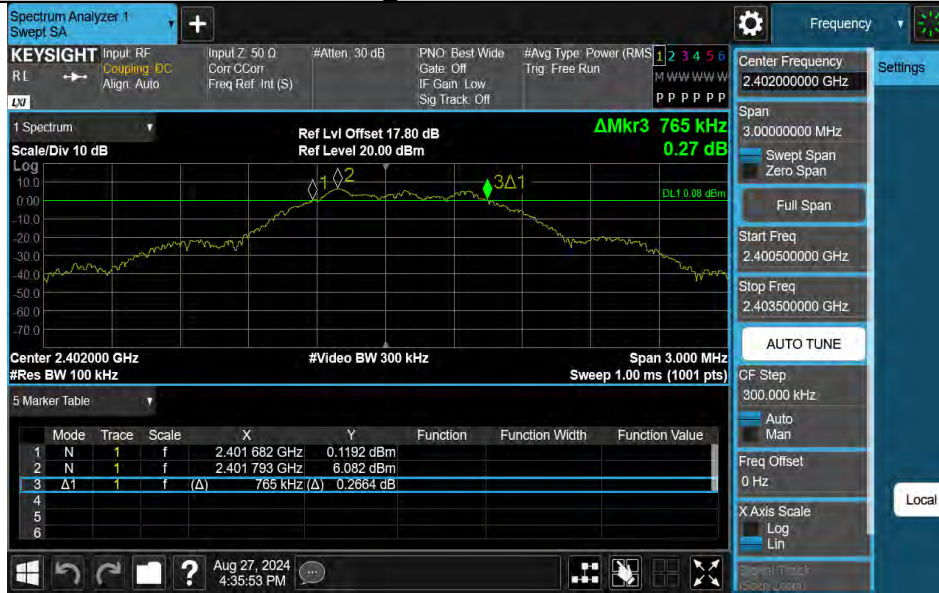 Spectrum Analyzer 1
Swept SA
Frequency
KEYSIGHT
RL
LXI
Input: RF
Coupling: DC
Align: Auto
Input Z: 50 Ω
Corr CCorr
Freq Ref: Int (S)
#Atten: 30 dB
PNO: Best Wide
Gate: Off
IF Gain: Low
Sig Track: Off
#Avg Type: Power (RMS
Trig: Free Run
1 2 3 4 5 6
M W W W W W
P P P P P P
1 Spectrum
Scale/Div 10 dB
Ref Lvl Offset 17.80 dB
Ref Level 20.00 dBm
ΔMkr3 765 kHz
0.27 dB
Log
10.0
0.00
-10.0
-20.0
-30.0
-40.0
-50.0
-60.0
-70.0
1
2
3Δ1
DL1 0.08 dBm
Center 2.402000 GHz
#Res BW 100 kHz
#Video BW 300 kHz
Span 3.000 MHz
Sweep 1.00 ms (1001 pts)
5 Marker Table
Mode Trace Scale X Y Function Function Width Function Value
1 N 1 f 2.401 682 GHz 0.1192 dBm
2 N 1 f 2.401 793 GHz 6.082 dBm
3 Δ1 1 f (Δ) 765 kHz (Δ) 0.2664 dB
4
5
6
?
Aug 27, 2024
4:35:53 PM
Center Frequency
2.402000000 GHz
Span
3.00000000 MHz
Swept Span
Zero Span
Full Span
Start Freq
2.400500000 GHz
Stop Freq
2.403500000 GHz
AUTO TUNE
CF Step
300.000 kHz
Auto
Man
Freq Offset
0 Hz
X Axis Scale
Log
Lin
Signal Track
(Span Zoom)
Settings
Local